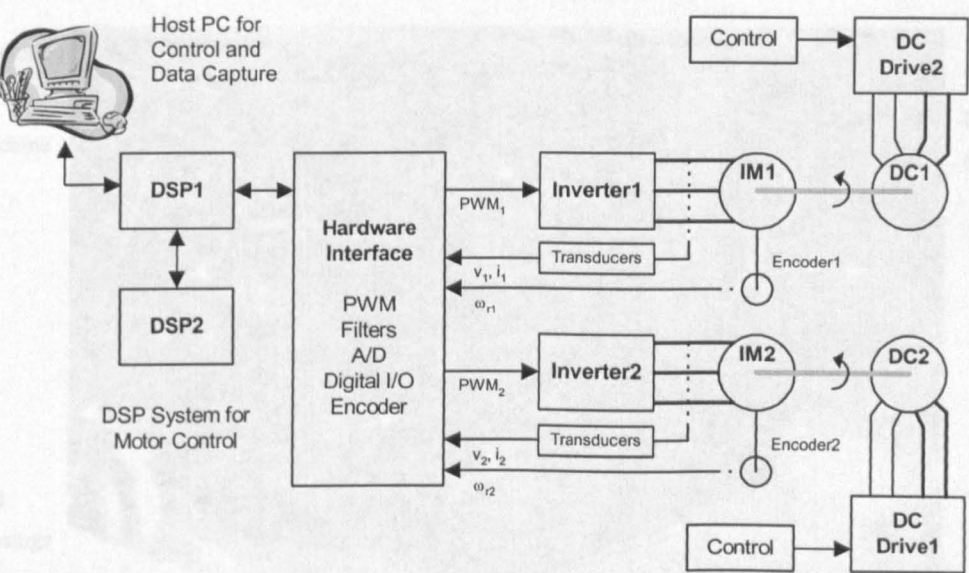 Host PC for
Control and
Data Capture
Control
DC
Drive2
DSP1
DSP2
DSP System for
Motor Control
Hardware
Interface
PWM
Filters
A/D
Digital I/O
Encoder
PWM₁
Inverter1
IM1
DC1
Transducers
v₁, i₁
ωr1
Encoder1
PWM₂
Inverter2
IM2
DC2
Transducers
v₂, i₂
ωr2
Encoder2
Control
DC
Drive1